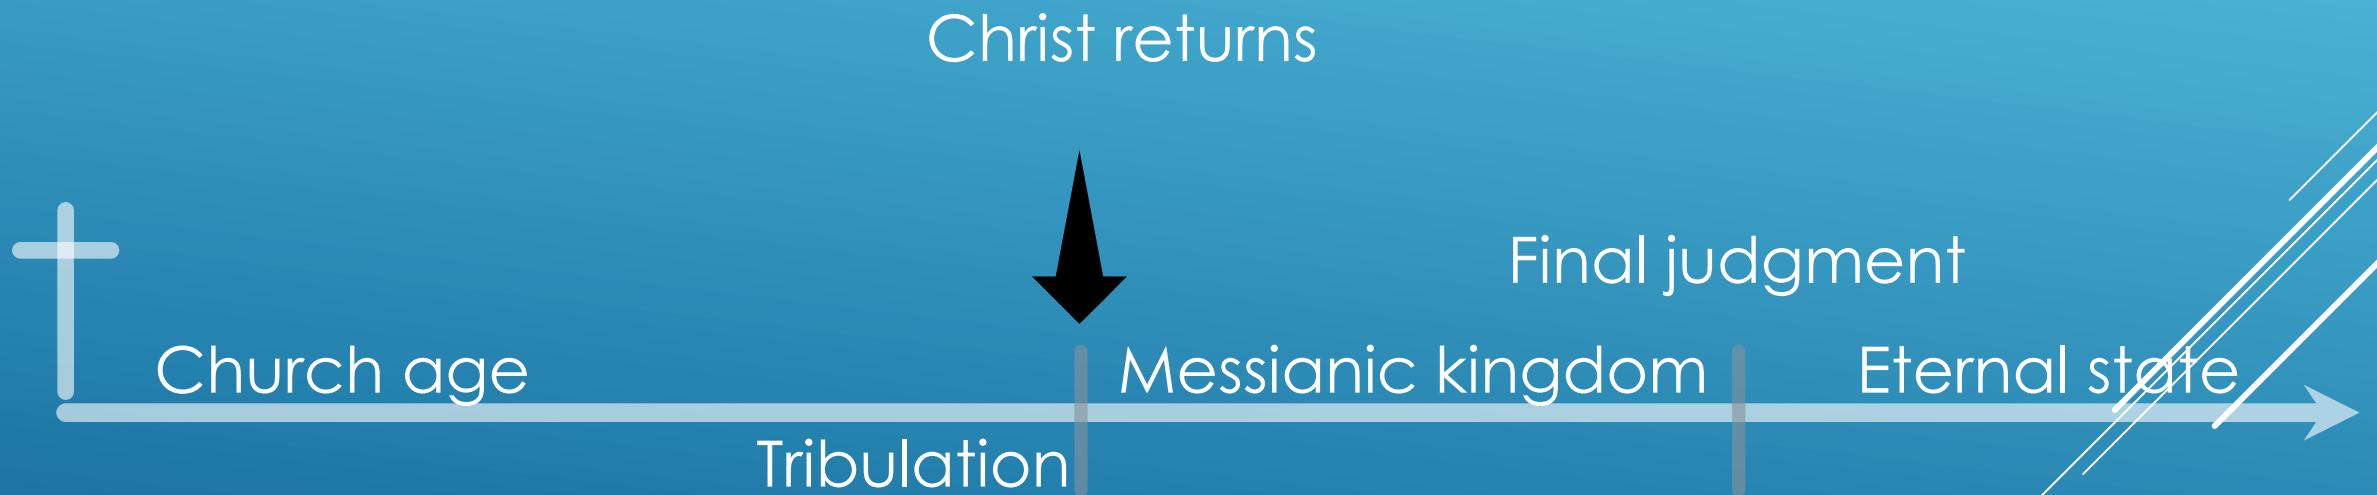 Christ returns
Final judgment
Church age
Messianic kingdom
Eternal state
Tribulation